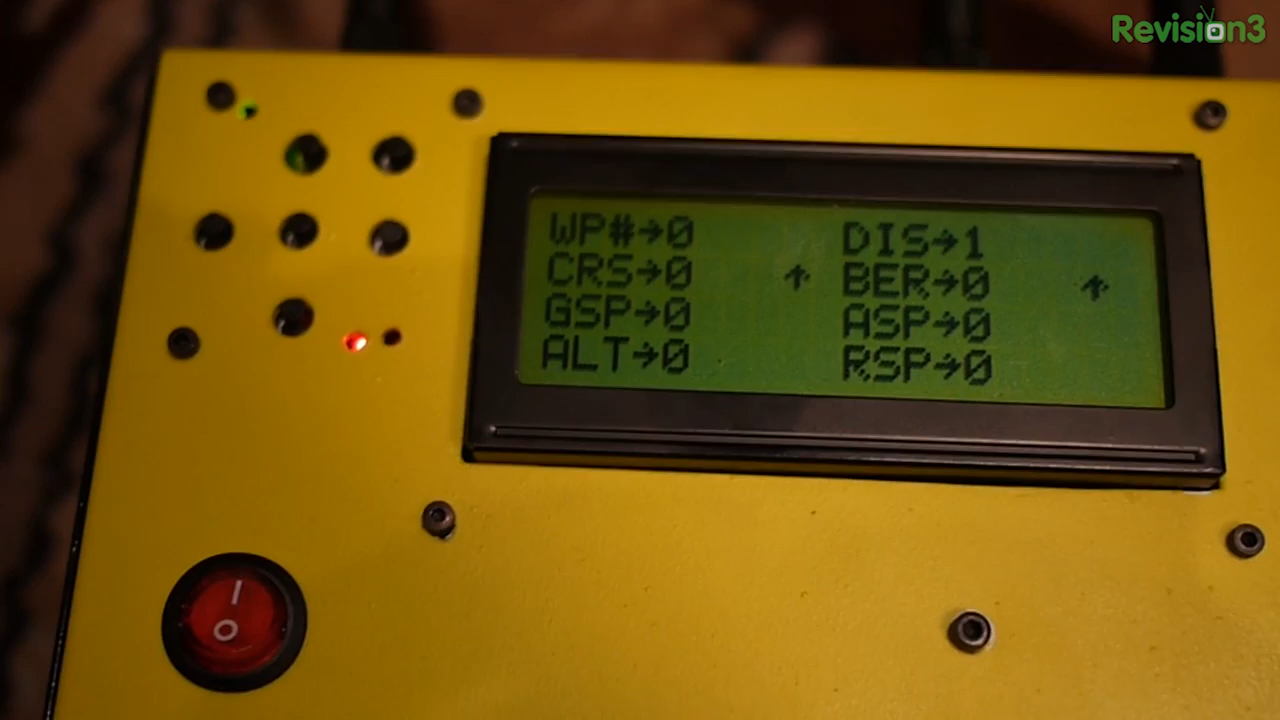 Revision3
WP#→0 DIS→1
CRS→0 ↑ BER→0 ↑
GSP→0 ASP→0
ALT→0 RSP→0
I
O